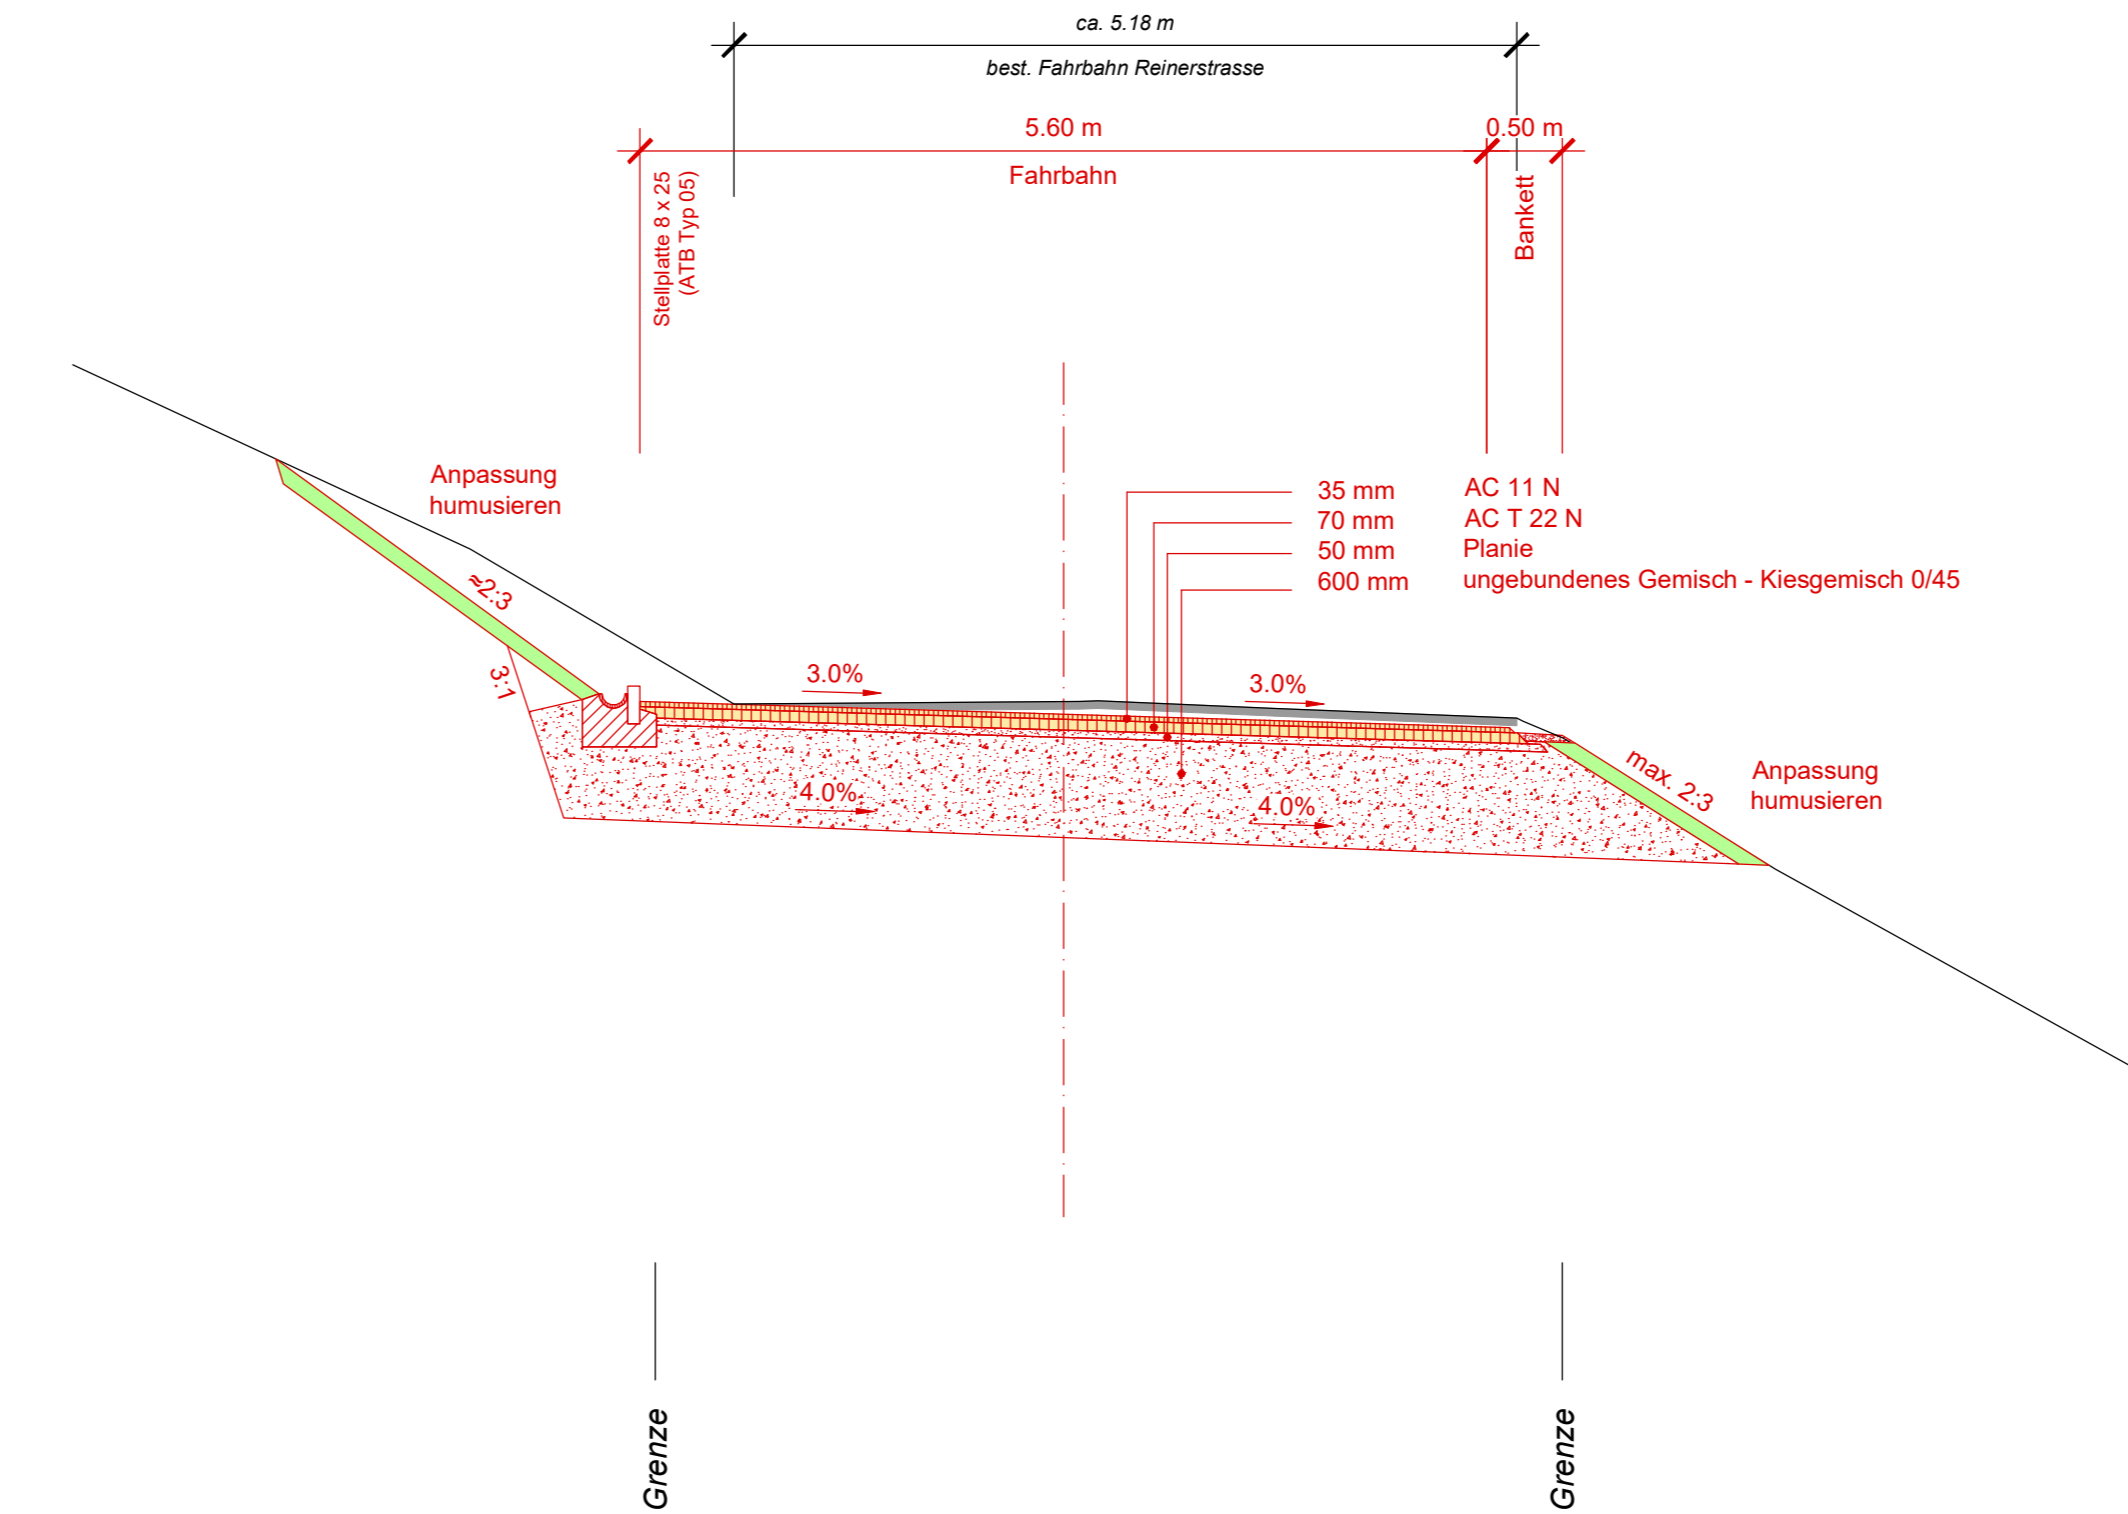 ca. 5.18 m
best. Fahrbahn Reinerstrasse
5.60 m
0.50 m
Fahrbahn
Stellplatte 8 x 25
(ATB Typ 05)
Bankett
Anpassung
humusieren
35 mm AC 11 N
70 mm AC T 22 N
50 mm Planie
600 mm ungebundenes Gemisch - Kiesgemisch 0/45
≈2:3
3:1
3.0%
3.0%
4.0%
4.0%
max. 2:3
Anpassung
humusieren
Grenze
Grenze